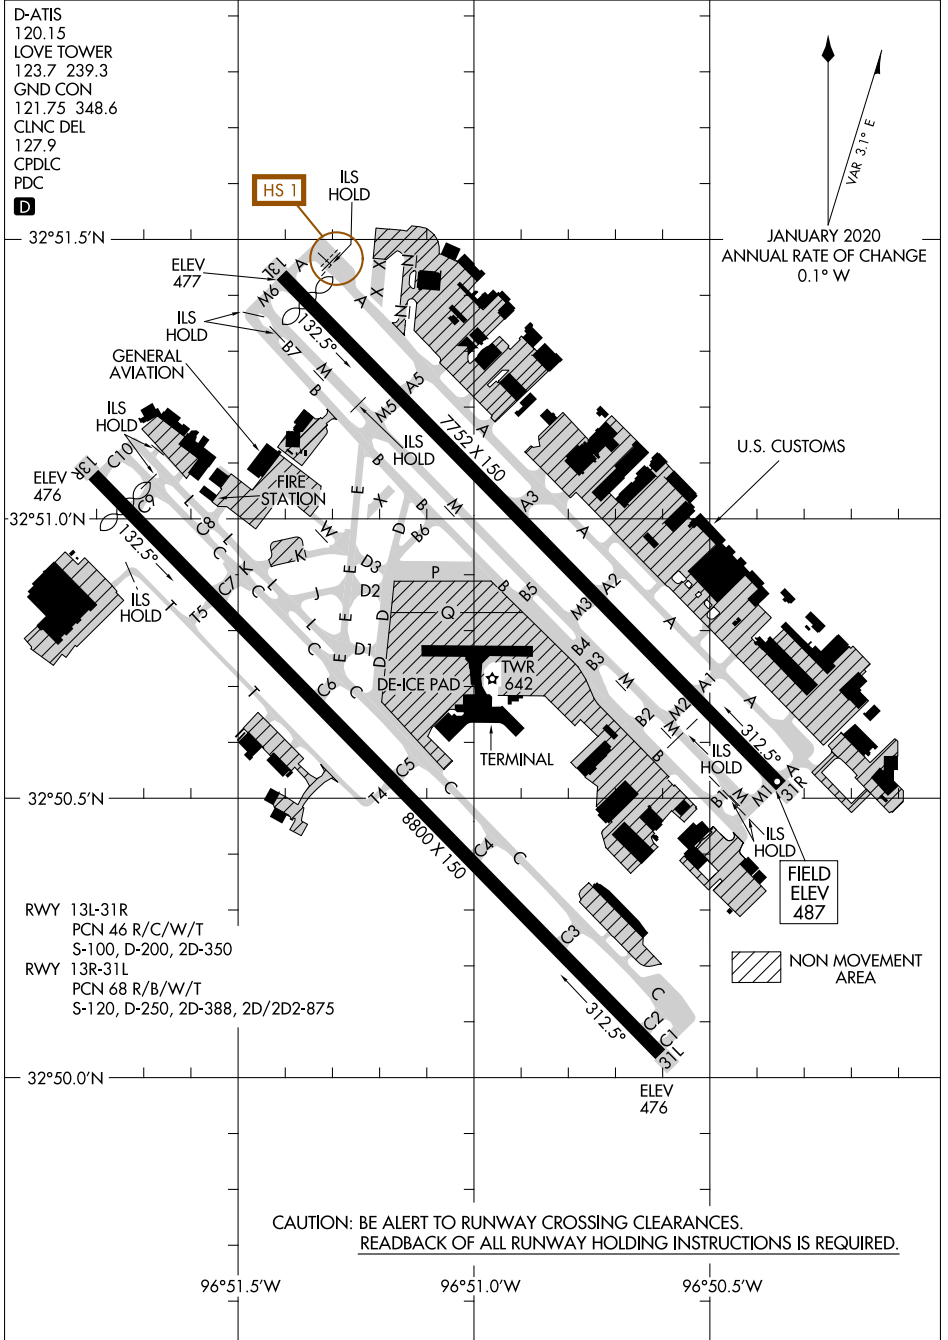 D-ATIS
120.15
LOVE TOWER
123.7 239.3
GND CON
121.75 348.6
CLNC DEL
127.9
CPDLC
PDC
D
HS 1
ILS
HOLD
VAR 3.1° E
JANUARY 2020
ANNUAL RATE OF CHANGE
0.1° W
32°51.5'N
ELEV
477
13L
A
X
N
X
A
N
M6
ILS
HOLD
132.5°
B7
M
B
GENERAL
AVIATION
A5
M5
A
7752 X 150
ILS
HOLD
U.S. CUSTOMS
ILS
HOLD
C10
13R
ELEV
476
FIRE
STATION
B
E
X
B
M
A3
A
C9
L
C8
L
C
W
D
B6
32°51.0'N
132.5°
K
K
C7
C
L
J
E
D3
D2
P
B
B5
A2
M3
A
ILS
HOLD
T
T5
L
C
E
D
D1
E
D
Q
B4
B3
TWR
642
DE-ICE PAD
C6
C
T
M
A1
M2
B2
M
A
B
312.5°
ILS
HOLD
TERMINAL
C5
C
T4
32°50.5'N
A
31R
M1
M
B1
ILS
HOLD
8800 X 150
C4
C
FIELD
ELEV
487
RWY 13L-31R
PCN 46 R/C/W/T
S-100, D-200, 2D-350
RWY 13R-31L
PCN 68 R/B/W/T
S-120, D-250, 2D-388, 2D/2D2-875
C3
NON MOVEMENT
AREA
C
C2
C1
312.5°
31L
32°50.0'N
ELEV
476
CAUTION: BE ALERT TO RUNWAY CROSSING CLEARANCES.
READBACK OF ALL RUNWAY HOLDING INSTRUCTIONS IS REQUIRED.
96°51.5'W
96°51.0'W
96°50.5'W